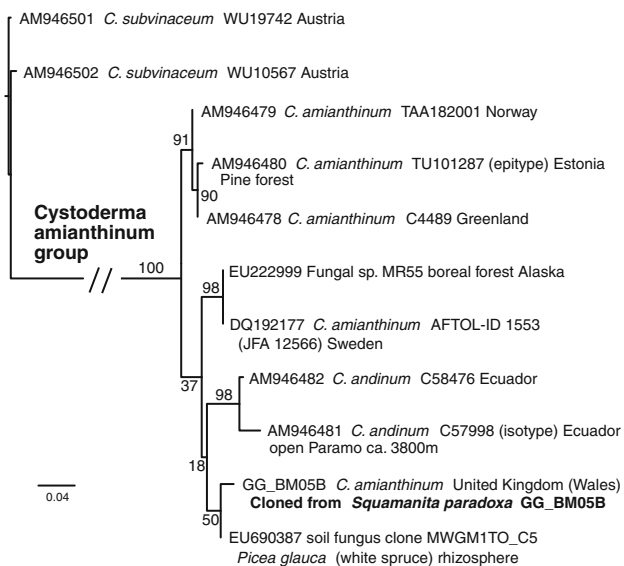 AM946501 C. subvinaceum WU19742 Austria
AM946502 C. subvinaceum WU10567 Austria
AM946479 C. amianthinum TAA182001 Norway
91
AM946480 C. amianthinum TU101287 (epitype) Estonia
Pine forest
90
AM946478 C. amianthinum C4489 Greenland
Cystoderma
amianthinum
group
100
EU222999 Fungal sp. MR55 boreal forest Alaska
98
DQ192177 C. amianthinum AFTOL-ID 1553
(JFA 12566) Sweden
37
AM946482 C. andinum C58476 Ecuador
98
AM946481 C. andinum C57998 (isotype) Ecuador
open Paramo ca. 3800m
18
GG_BM05B C. amianthinum United Kingdom (Wales)
Cloned from Squamanita paradoxa GG_BM05B
0.04
50
EU690387 soil fungus clone MWGM1TO_C5
Picea glauca (white spruce) rhizosphere